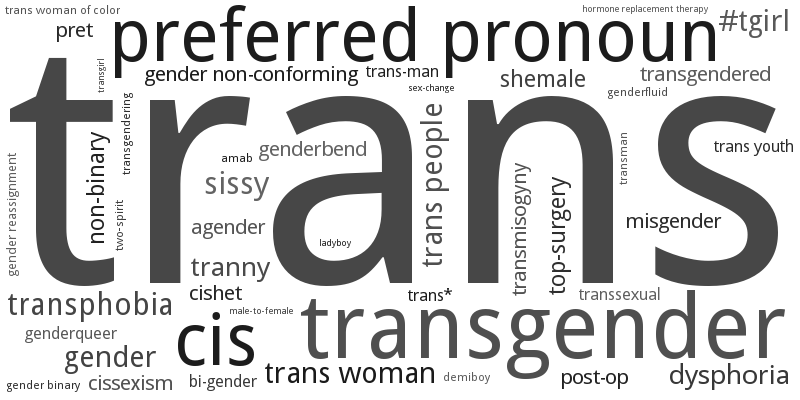 trans woman of color
hormone replacement therapy
pret
preferred pronoun
#tgirl
gender non-conforming
trans-man
shemale
transgendered
transgirl
sex-change
genderfluid
trans
transgendering
trans people
non-binary
amab
genderbend
transman
trans youth
gender reassignment
two-spirit
sissy
transmisogyny
top-surgery
agender
misgender
ladyboy
tranny
cishet
trans*
transsexual
transphobia
male-to-female
transgender
genderqueer
cis
gender
trans woman
demiboy
post-op
dysphoria
gender binary
cissexism
bi-gender